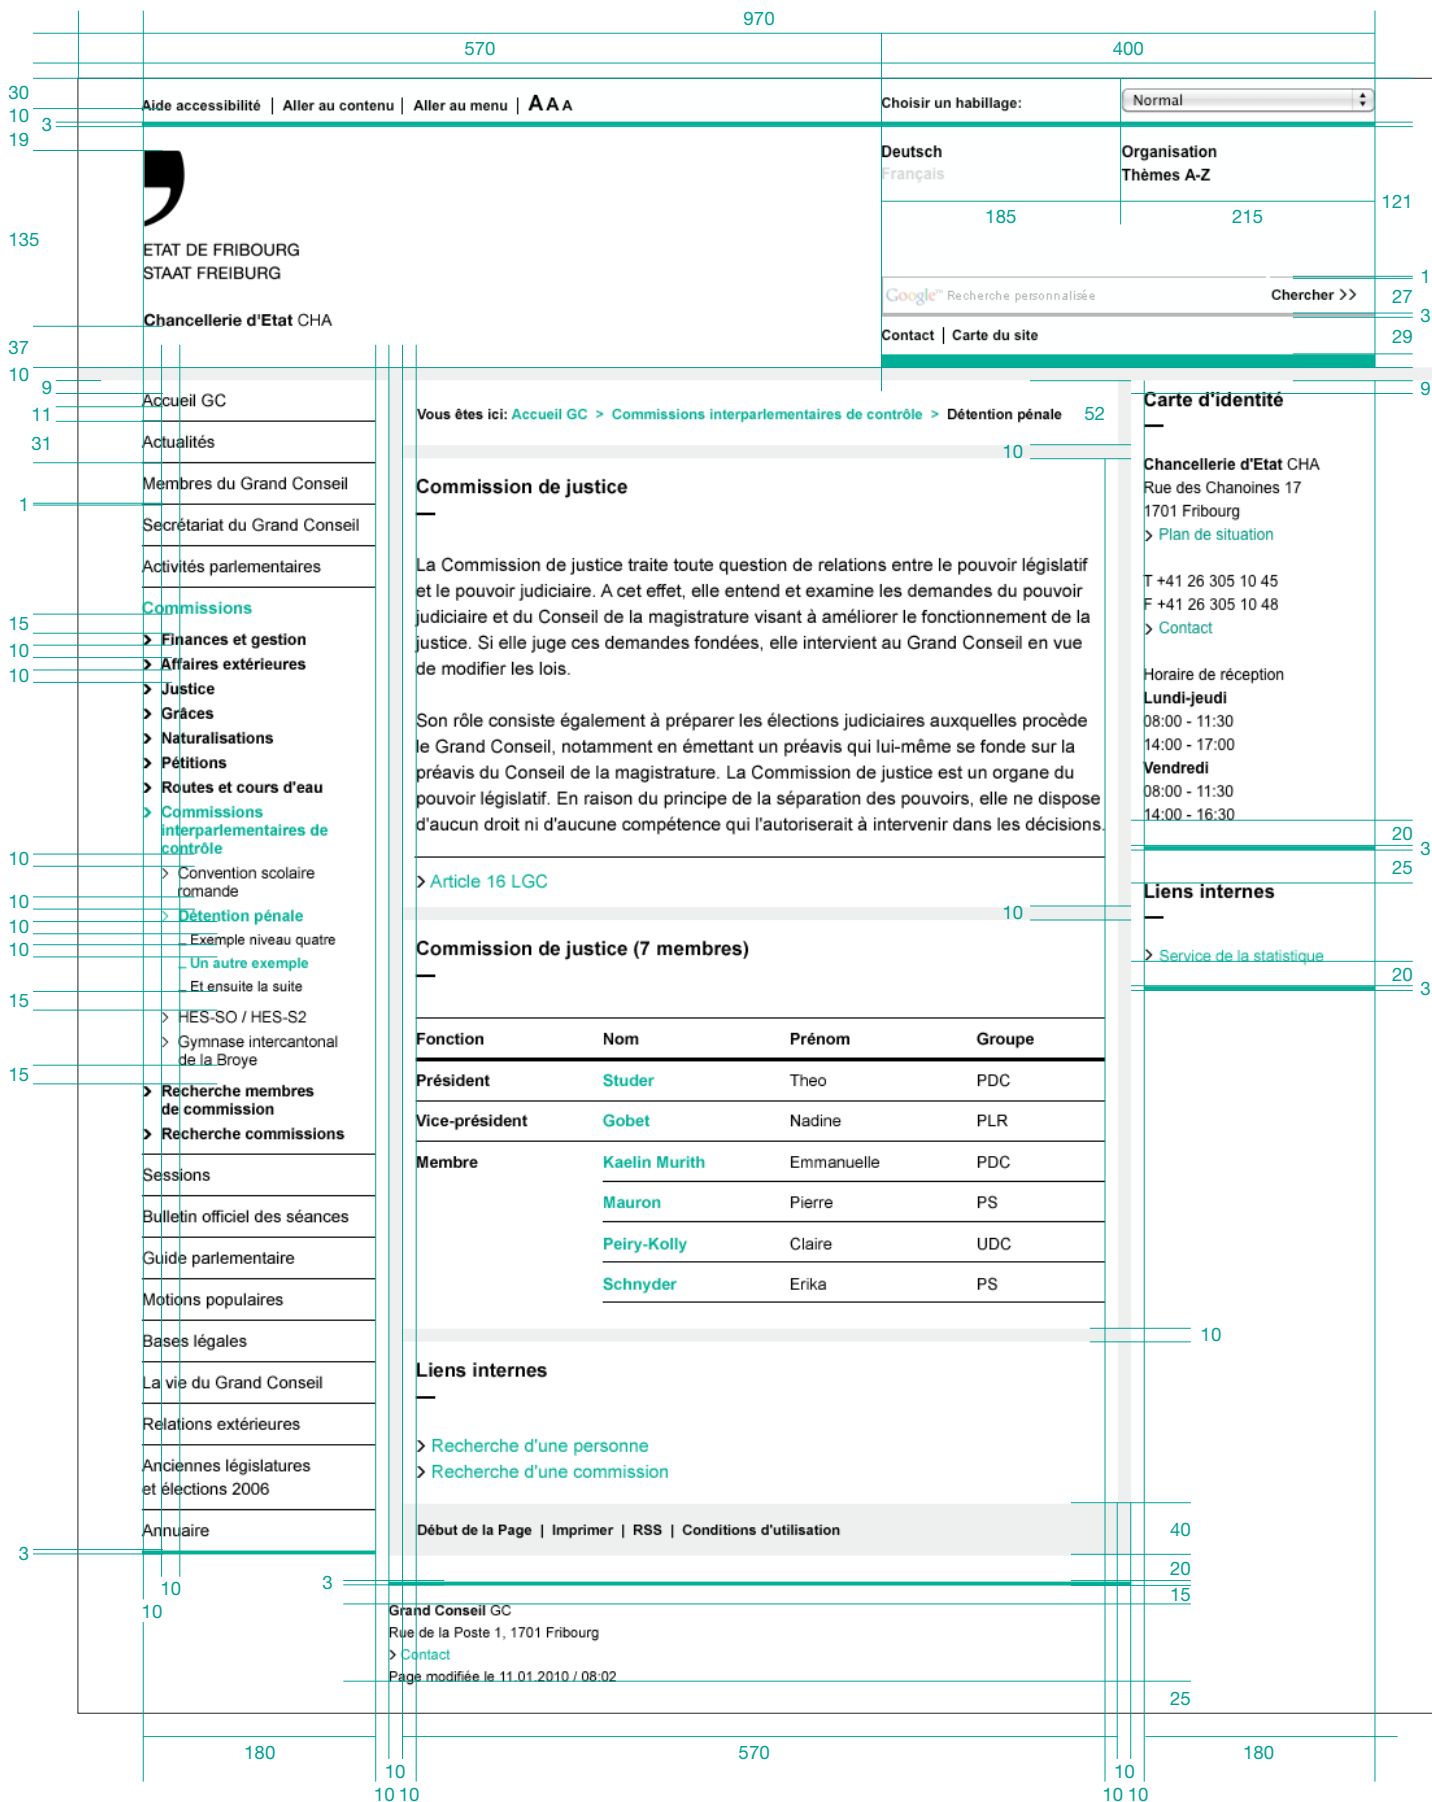 970
570
400
30
10
3
19
Aide accessibilité | Aller au contenu | Aller au menu | A A A
Choisir un habillage:
Normal
Deutsch
Français
Organisation
Thèmes A-Z
185
215
121
135
ETAT DE FRIBOURG
STAAT FREIBURG
Chancellerie d'Etat CHA
Google™ Recherche personnalisée
Chercher >>
1
27
3
29
Contact | Carte du site
37
10
9
11
31
1
9
Accueil GC
Actualités
Membres du Grand Conseil
Secrétariat du Grand Conseil
Activités parlementaires
Commissions
15
10
10
> Finances et gestion
> Affaires extérieures
> Justice
> Grâces
> Naturalisations
> Pétitions
> Routes et cours d'eau
> Commissions
interparlementaires de
contrôle
10
> Convention scolaire
romande
10
> Détention pénale
10
_ Exemple niveau quatre
10
_ Un autre exemple
_ Et ensuite la suite
15
> HES-SO / HES-S2
> Gymnase intercantonal
de la Broye
15
> Recherche membres
de commission
> Recherche commissions
Sessions
Bulletin officiel des séances
Guide parlementaire
Motions populaires
Bases légales
La vie du Grand Conseil
Relations extérieures
Anciennes législatures
et élections 2006
Annuaire
3
10
10
Vous êtes ici: Accueil GC > Commissions interparlementaires de contrôle > Détention pénale
52
10
Commission de justice
La Commission de justice traite toute question de relations entre le pouvoir législatif
et le pouvoir judiciaire. A cet effet, elle entend et examine les demandes du pouvoir
judiciaire et du Conseil de la magistrature visant à améliorer le fonctionnement de la
justice. Si elle juge ces demandes fondées, elle intervient au Grand Conseil en vue
de modifier les lois.
Son rôle consiste également à préparer les élections judiciaires auxquelles procède
le Grand Conseil, notamment en émettant un préavis qui lui-même se fonde sur la
préavis du Conseil de la magistrature. La Commission de justice est un organe du
pouvoir législatif. En raison du principe de la séparation des pouvoirs, elle ne dispose
d'aucun droit ni d'aucune compétence qui l'autoriserait à intervenir dans les décisions.
> Article 16 LGC
10
Commission de justice (7 membres)
Fonction Nom Prénom Groupe
Président Studer Theo PDC
Vice-président Gobet Nadine PLR
Membre Kaelin Murith Emmanuelle PDC
Mauron Pierre PS
Peiry-Kolly Claire UDC
Schnyder Erika PS
10
Liens internes
> Recherche d'une personne
> Recherche d'une commission
Début de la Page | Imprimer | RSS | Conditions d'utilisation
40
20
3
15
Grand Conseil GC
Rue de la Poste 1, 1701 Fribourg
> Contact
Page modifiée le 11.01.2010 / 08:02
25
Carte d'identité
Chancellerie d'Etat CHA
Rue des Chanoines 17
1701 Fribourg
> Plan de situation
T +41 26 305 10 45
F +41 26 305 10 48
> Contact
Horaire de réception
Lundi-jeudi
08:00 - 11:30
14:00 - 17:00
Vendredi
08:00 - 11:30
14:00 - 16:30
20
3
25
Liens internes
> Service de la statistique
20
3
180
570
180
10
10 10
10
10 10